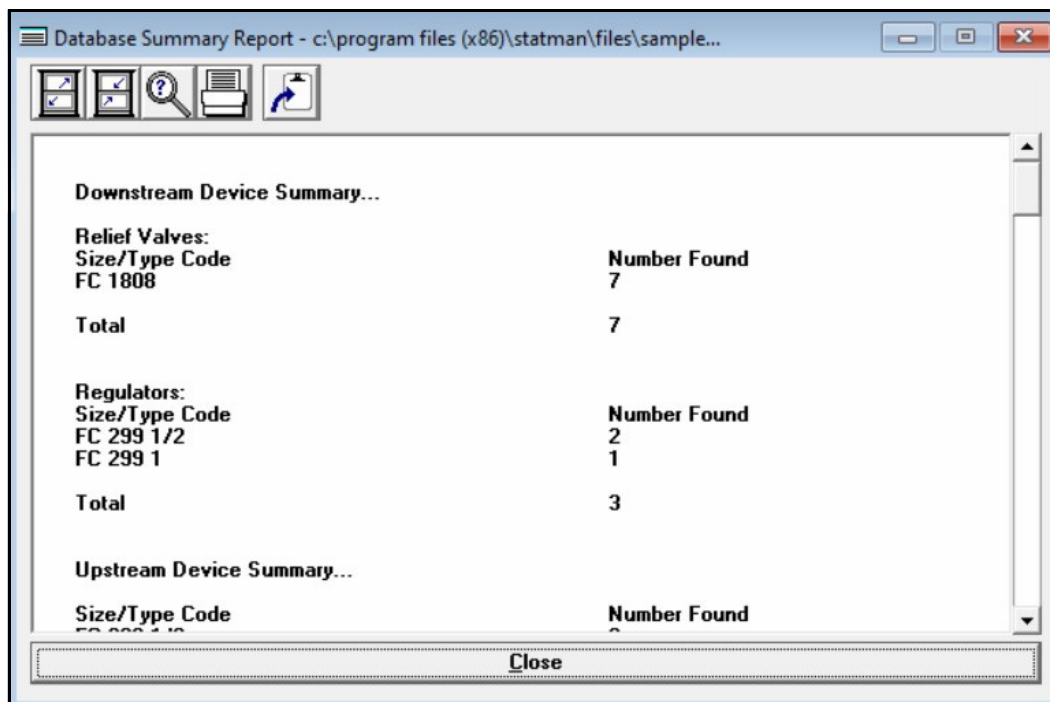 Database Summary Report - c:\program files (x86)\statman\files\sample...
Downstream Device Summary...
Relief Valves:
Size/Type Code Number Found
FC 1808 7
Total 7
Regulators:
Size/Type Code Number Found
FC 299 1/2 2
FC 299 1 1
Total 3
Upstream Device Summary...
Size/Type Code Number Found
Close